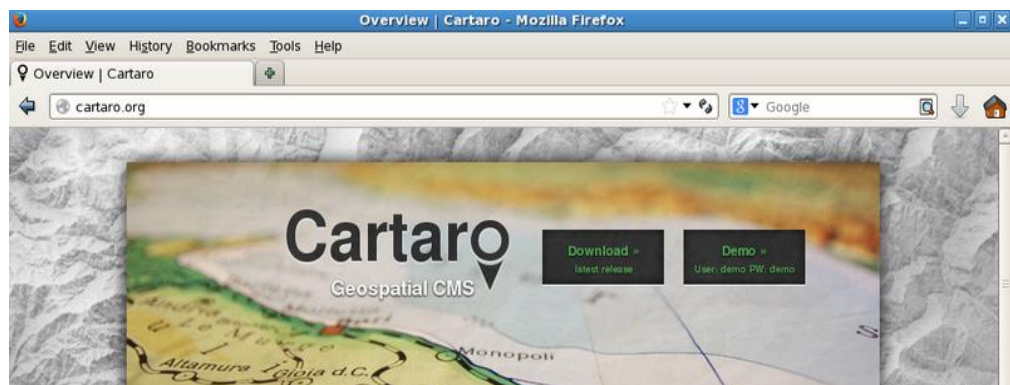 Overview | Cartaro - Mozilla Firefox
File Edit View History Bookmarks Tools Help
Overview | Cartaro
cartaro.org
Google
Cartaro
Geospatial CMS
Download »
latest release
Demo »
User: demo PW: demo
Monopoli
Altamura
Gioia d.C.